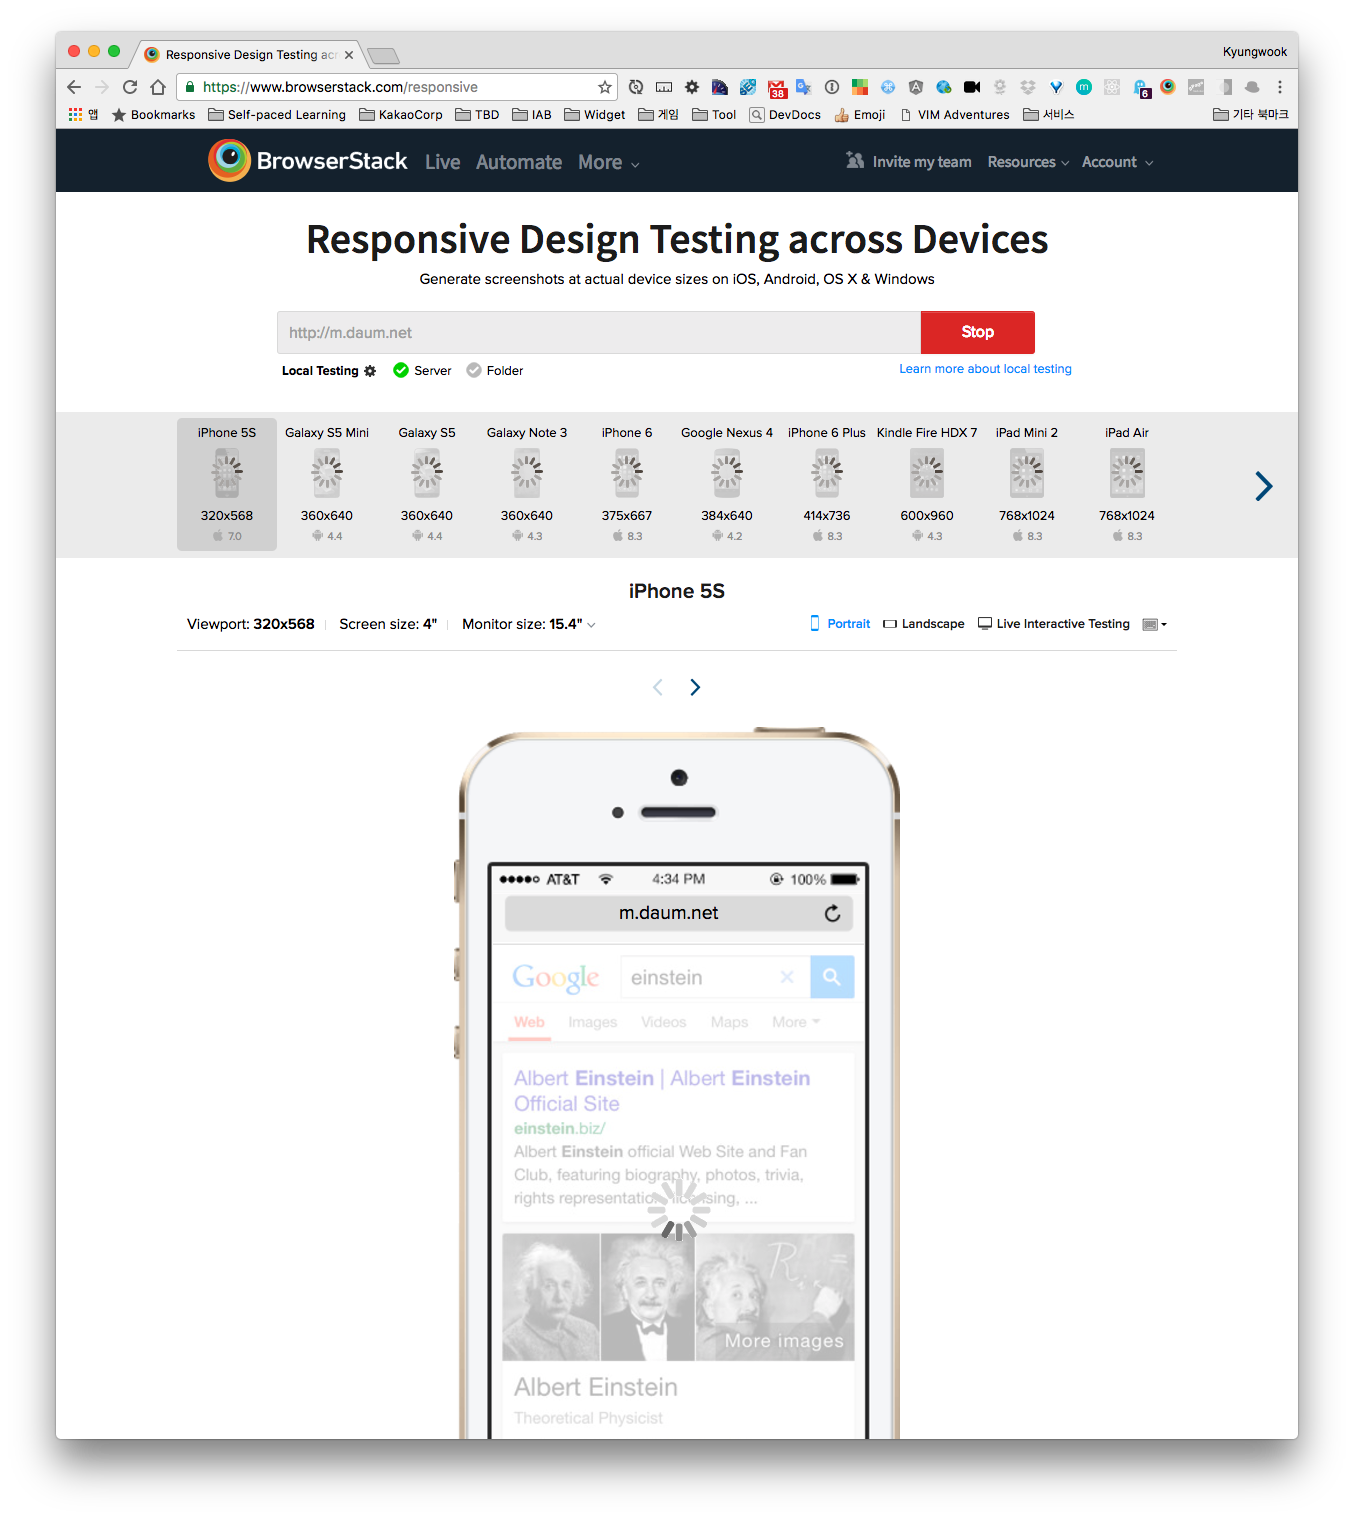 Responsive Design Testing acr
Kyungwook
https://www.browserstack.com/responsive
38
6
앱 Bookmarks Self-paced Learning KakaoCorp TBD IAB Widget 게임 Tool DevDocs Emoji VIM Adventures 서비스 기타 북마크
BrowserStack Live Automate More Invite my team Resources Account
Responsive Design Testing across Devices
Generate screenshots at actual device sizes on iOS, Android, OS X & Windows
http://m.daum.net Stop
Local Testing Server Folder Learn more about local testing
iPhone 5S Galaxy S5 Mini Galaxy S5 Galaxy Note 3 iPhone 6 Google Nexus 4 iPhone 6 Plus Kindle Fire HDX 7 iPad Mini 2 iPad Air
320x568 360x640 360x640 360x640 375x667 384x640 414x736 600x960 768x1024 768x1024
7.0 4.4 4.4 4.3 8.3 4.2 8.3 4.3 8.3 8.3
iPhone 5S
Viewport: 320x568 Screen size: 4" Monitor size: 15.4" Portrait Landscape Live Interactive Testing
AT&T 4:34 PM 100%
m.daum.net
Google einstein
Web Images Videos Maps More
Albert Einstein | Albert Einstein
Official Site
einstein.biz/
Albert Einstein official Web Site and Fan
Club, featuring biography, photos, trivia,
rights representation, licensing, ...
More images
Albert Einstein
Theoretical Physicist